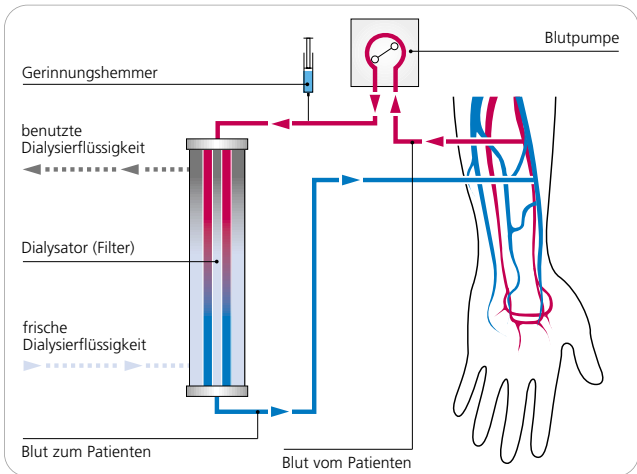 Blutpumpe
Gerinnungshemmer
benutzte
Dialysierflüssigkeit
Dialysator (Filter)
frische
Dialysierflüssigkeit
Blut zum Patienten
Blut vom Patienten